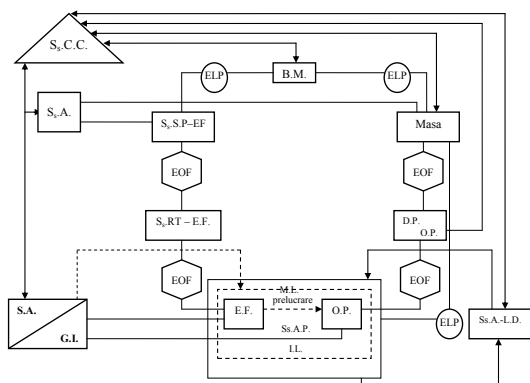 Sₛ.C.C.
ELP
B.M.
ELP
Sₛ.A.
Sₛ.S.P–EF
Masa
EOF
EOF
Sₛ.RT – E.F.
D.P.
O.P.
EOF
EOF
M.L.
prelucrare
E.F.
O.P.
S.A.
G.I.
Ss.A.P.
I.L.
ELP
Ss.A.-L.D.